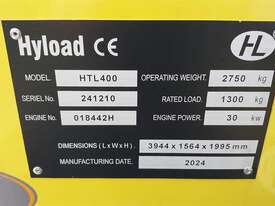 Hyload CE HL
MODEL. HTL400 OPERATING WEIGHT. 2750 kg
SERIAL No. 241210 RATED LOAD. 1300 kg
ENGINE No. 018442H ENGINE POWER. 30 kw
DIMENSIONS (L x W x H) 3944 x 1564 x 1995 mm
MANUFACTURING DATE. 2024